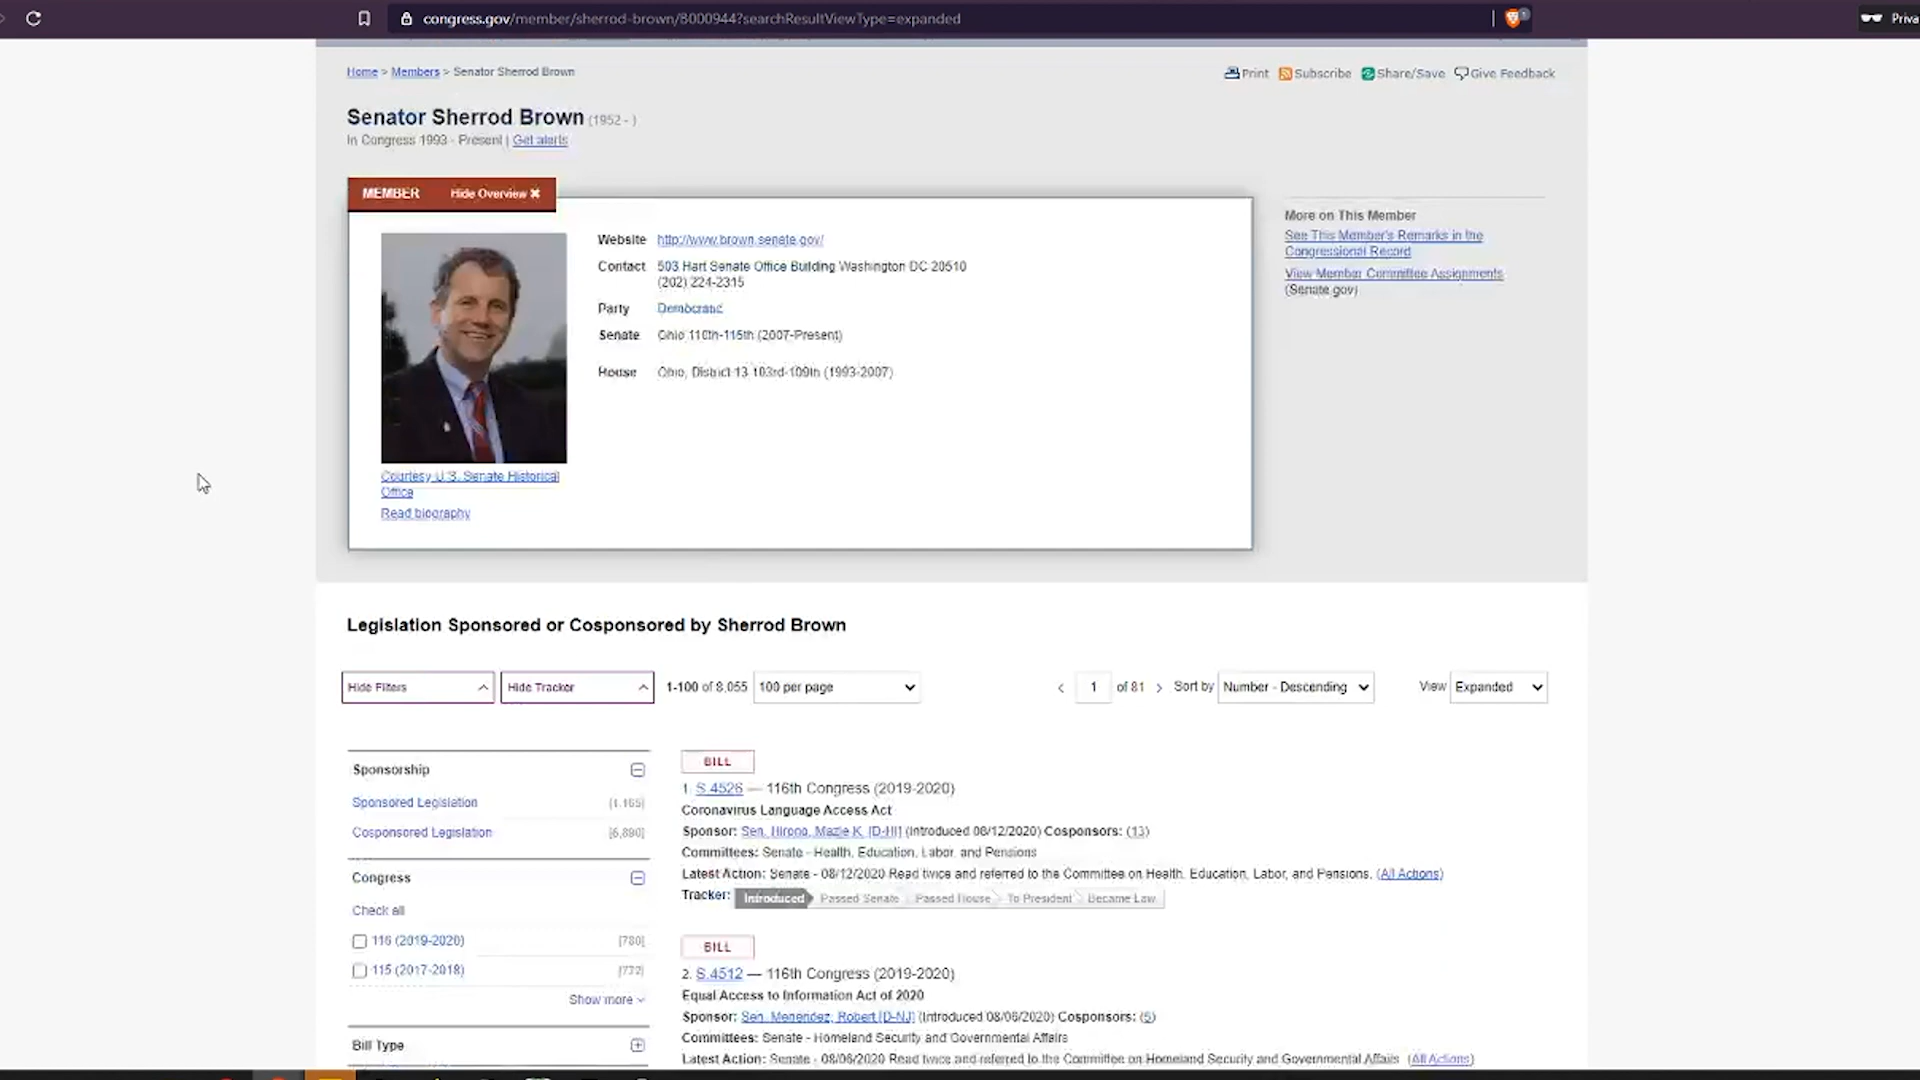 congress.gov/member/sherrod-brown/8000944?searchResultViewType=expanded
Home > Members > Senator Sherrod Brown
Print Subscribe Share/Save Give Feedback
Senator Sherrod Brown (1952 - )
In Congress 1993 - Present | Get alerts
MEMBER Hide Overview
Website http://www.brown.senate.gov/
Contact 503 Hart Senate Office Building Washington DC 20510
(202) 224-2315
Party Democratic
Senate Ohio 110th-116th (2007-Present)
House Ohio, District 13 103rd-109th (1993-2007)
Courtesy U.S. Senate Historical
Office
Read biography
More on This Member
See This Member's Remarks in the
Congressional Record
View Member Committee Assignments
(Senate.gov)
Legislation Sponsored or Cosponsored by Sherrod Brown
Hide Filters Hide Tracker 1-100 of 8,055 100 per page 1 of 81 Sort by Number - Descending View Expanded
Sponsorship
Sponsored Legislation [1,165]
Cosponsored Legislation [6,890]
Congress
Check all
116 (2019-2020) [780]
115 (2017-2018) [772]
Show more
Bill Type
BILL
1. S.4526 — 116th Congress (2019-2020)
Coronavirus Language Access Act
Sponsor: Sen. Hirono, Mazie K. [D-HI] (Introduced 08/12/2020) Cosponsors: (13)
Committees: Senate - Health, Education, Labor, and Pensions
Latest Action: Senate - 08/12/2020 Read twice and referred to the Committee on Health, Education, Labor, and Pensions. (All Actions)
Tracker: Introduced Passed Senate Passed House To President Became Law
BILL
2. S.4512 — 116th Congress (2019-2020)
Equal Access to Information Act of 2020
Sponsor: Sen. Menendez, Robert [D-NJ] (Introduced 08/06/2020) Cosponsors: (5)
Committees: Senate - Homeland Security and Governmental Affairs
Latest Action: Senate - 08/06/2020 Read twice and referred to the Committee on Homeland Security and Governmental Affairs. (All Actions)